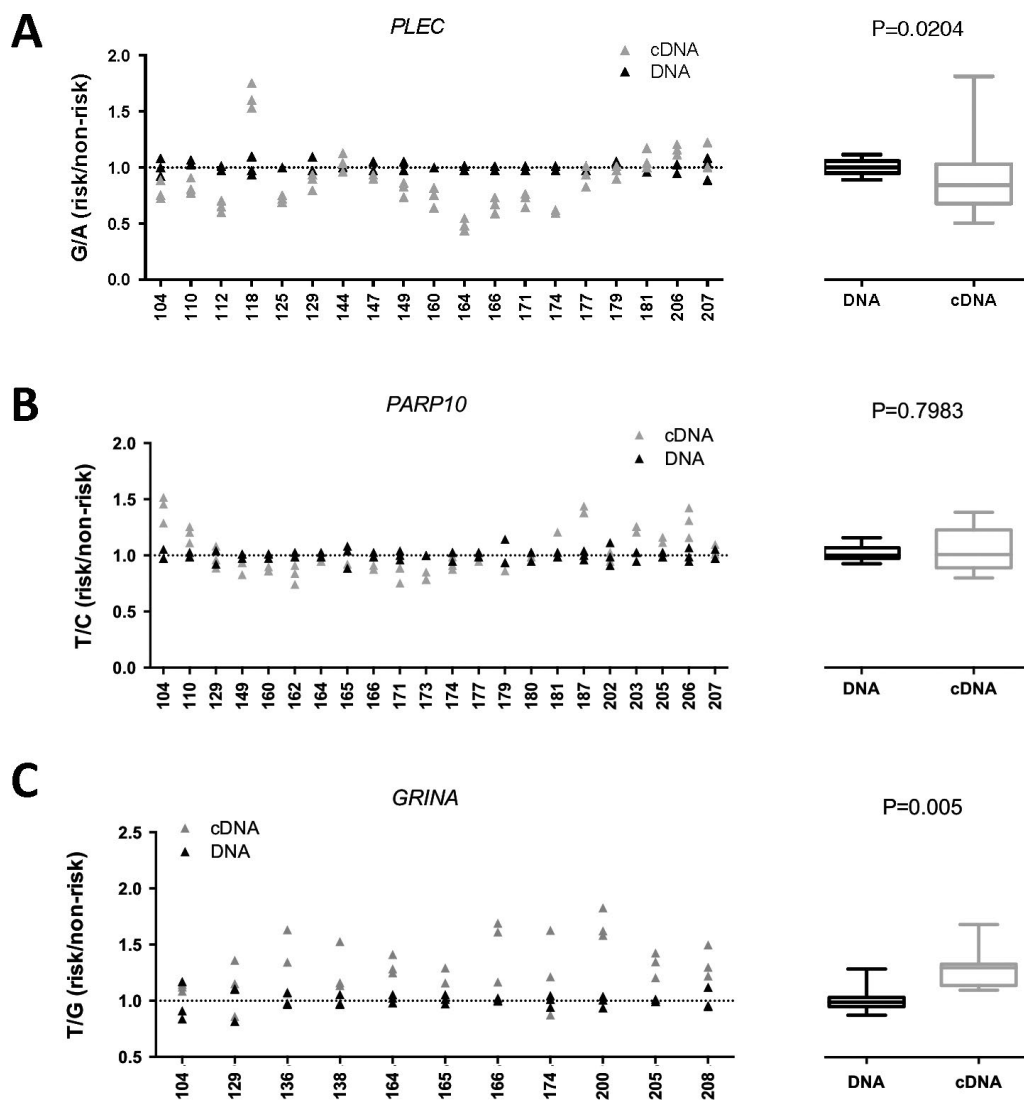 A
PLEC
P=0.0204
cDNA
DNA
G/A (risk/non-risk)
2.0
1.5
1.0
0.5
0.0
104 110 112 118 125 129 144 147 149 160 164 166 171 174 177 179 181 206 207
DNA cDNA
B
PARP10
P=0.7983
cDNA
DNA
T/C (risk/non-risk)
2.0
1.5
1.0
0.5
0.0
104 110 129 149 160 162 164 165 166 171 173 174 177 179 180 181 187 202 203 205 206 207
DNA cDNA
C
GRINA
P=0.005
cDNA
DNA
T/G (risk/non-risk)
2.5
2.0
1.5
1.0
0.5
104 129 136 138 164 165 166 174 200 205 208
DNA cDNA